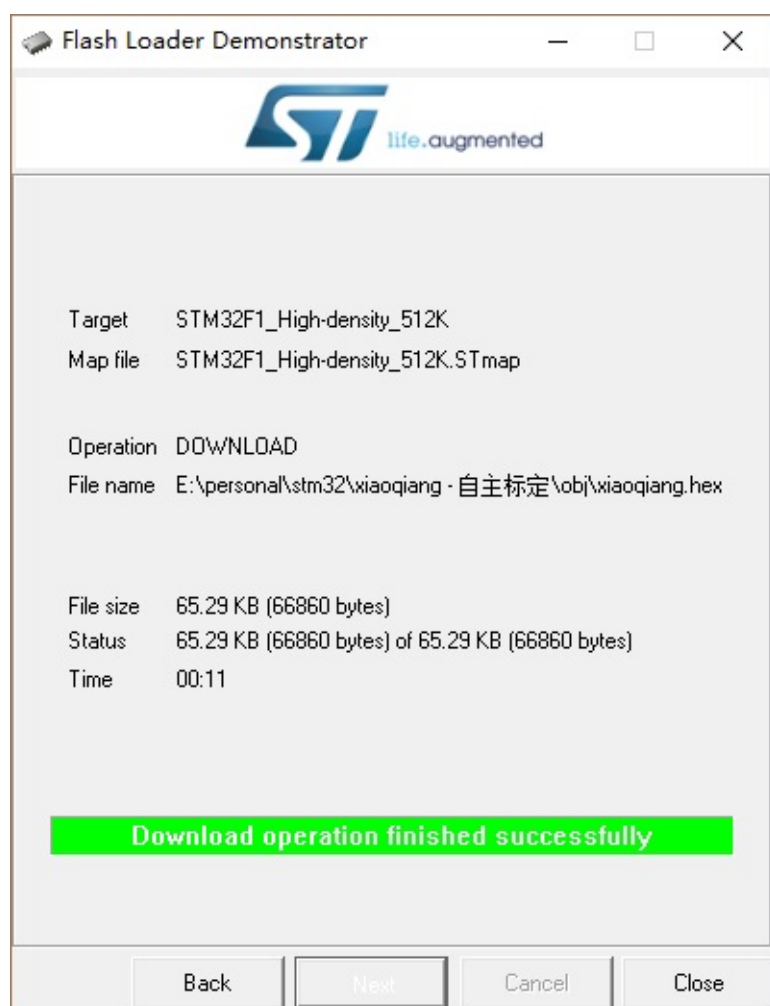 Flash Loader Demonstrator
ST life.augmented
Target STM32F1_High-density_512K
Map file STM32F1_High-density_512K.STmap
Operation DOWNLOAD
File name E:\personal\stm32\xiaoqiang - 自主标定\obj\xiaoqiang.hex
File size 65.29 KB (66860 bytes)
Status 65.29 KB (66860 bytes) of 65.29 KB (66860 bytes)
Time 00:11
Download operation finished successfully
Back Next Cancel Close